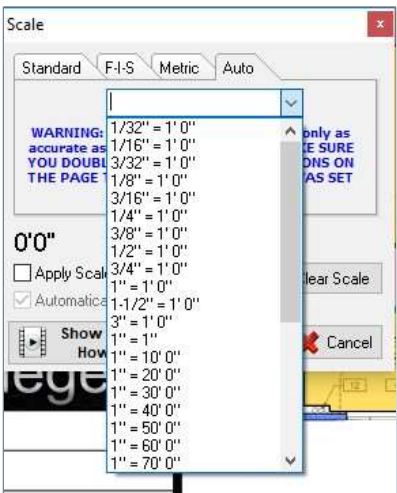 Scale
x
Standard F-I-S Metric Auto
WARNING: only as
accurate as SURE
YOU DOUBL ONS ON
THE PAGE AS SET
1/32" = 1' 0"
1/16" = 1' 0"
3/32" = 1' 0"
1/8" = 1' 0"
3/16" = 1' 0"
1/4" = 1' 0"
3/8" = 1' 0"
1/2" = 1' 0"
3/4" = 1' 0"
1" = 1' 0"
1-1/2" = 1' 0"
3" = 1' 0"
1" = 1"
1" = 10' 0"
1" = 20' 0"
1" = 30' 0"
1" = 40' 0"
1" = 50' 0"
1" = 60' 0"
1" = 70' 0"
0'0"
Apply Scal lear Scale
Automatica
Show
How
Cancel
ege
12